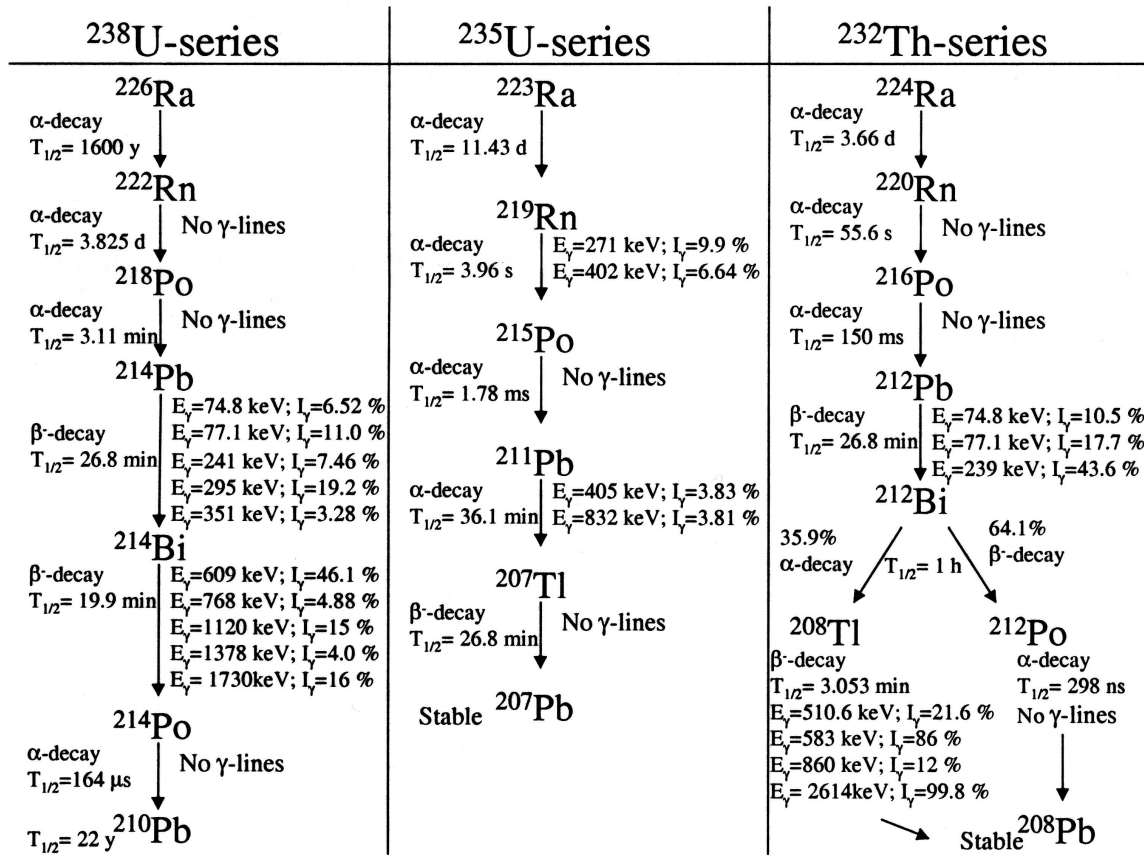 ²³⁸U-series
²²⁶Ra
α-decay
T₁/₂= 1600 y
²²²Rn
α-decay
T₁/₂= 3.825 d
No γ-lines
²¹⁸Po
α-decay
T₁/₂= 3.11 min
No γ-lines
²¹⁴Pb
β⁻-decay
T₁/₂= 26.8 min
Eᵧ=74.8 keV; Iᵧ=6.52 %
Eᵧ=77.1 keV; Iᵧ=11.0 %
Eᵧ=241 keV; Iᵧ=7.46 %
Eᵧ=295 keV; Iᵧ=19.2 %
Eᵧ=351 keV; Iᵧ=3.28 %
²¹⁴Bi
β⁻-decay
T₁/₂= 19.9 min
Eᵧ=609 keV; Iᵧ=46.1 %
Eᵧ=768 keV; Iᵧ=4.88 %
Eᵧ=1120 keV; Iᵧ=15 %
Eᵧ=1378 keV; Iᵧ=4.0 %
Eᵧ= 1730keV; Iᵧ=16 %
²¹⁴Po
α-decay
T₁/₂=164 μs
No γ-lines
T₁/₂= 22 y ²¹⁰Pb
²³⁵U-series
²²³Ra
α-decay
T₁/₂= 11.43 d
²¹⁹Rn
α-decay
T₁/₂= 3.96 s
Eᵧ=271 keV; Iᵧ=9.9 %
Eᵧ=402 keV; Iᵧ=6.64 %
²¹⁵Po
α-decay
T₁/₂= 1.78 ms
No γ-lines
²¹¹Pb
α-decay
T₁/₂= 36.1 min
Eᵧ=405 keV; Iᵧ=3.83 %
Eᵧ=832 keV; Iᵧ=3.81 %
²⁰⁷Tl
β⁻-decay
T₁/₂= 26.8 min
No γ-lines
Stable ²⁰⁷Pb
²³²Th-series
²²⁴Ra
α-decay
T₁/₂= 3.66 d
²²⁰Rn
α-decay
T₁/₂= 55.6 s
No γ-lines
²¹⁶Po
α-decay
T₁/₂= 150 ms
No γ-lines
²¹²Pb
β⁻-decay
T₁/₂= 26.8 min
Eᵧ=74.8 keV; Iᵧ=10.5 %
Eᵧ=77.1 keV; Iᵧ=17.7 %
Eᵧ=239 keV; Iᵧ=43.6 %
²¹²Bi
35.9%
α-decay
T₁/₂= 1 h
64.1%
β⁻-decay
²⁰⁸Tl
β⁻-decay
T₁/₂= 3.053 min
Eᵧ=510.6 keV; Iᵧ=21.6 %
Eᵧ=583 keV; Iᵧ=86 %
Eᵧ=860 keV; Iᵧ=12 %
Eᵧ= 2614keV; Iᵧ=99.8 %
²¹²Po
α-decay
T₁/₂= 298 ns
No γ-lines
Stable ²⁰⁸Pb